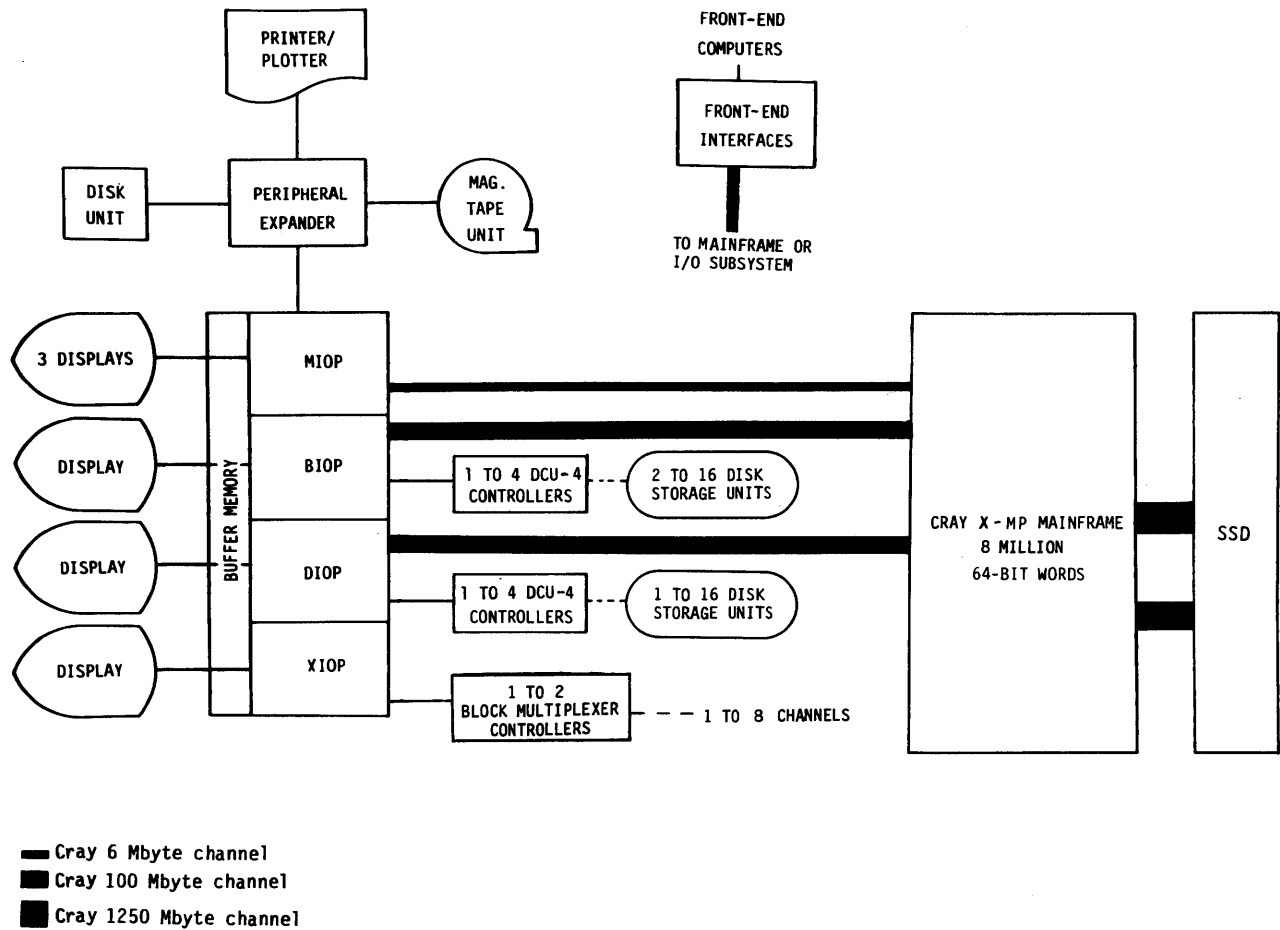 PRINTER/
PLOTTER
FRONT-END
COMPUTERS
FRONT-END
INTERFACES
TO MAINFRAME OR
I/O SUBSYSTEM
DISK
UNIT
PERIPHERAL
EXPANDER
MAG.
TAPE
UNIT
3 DISPLAYS
DISPLAY
DISPLAY
DISPLAY
BUFFER MEMORY
MIOP
BIOP
DIOP
XIOP
1 TO 4 DCU-4
CONTROLLERS
2 TO 16 DISK
STORAGE UNITS
1 TO 4 DCU-4
CONTROLLERS
1 TO 16 DISK
STORAGE UNITS
1 TO 2
BLOCK MULTIPLEXER
CONTROLLERS
1 TO 8 CHANNELS
CRAY X-MP MAINFRAME
8 MILLION
64-BIT WORDS
SSD
Cray 6 Mbyte channel
Cray 100 Mbyte channel
Cray 1250 Mbyte channel